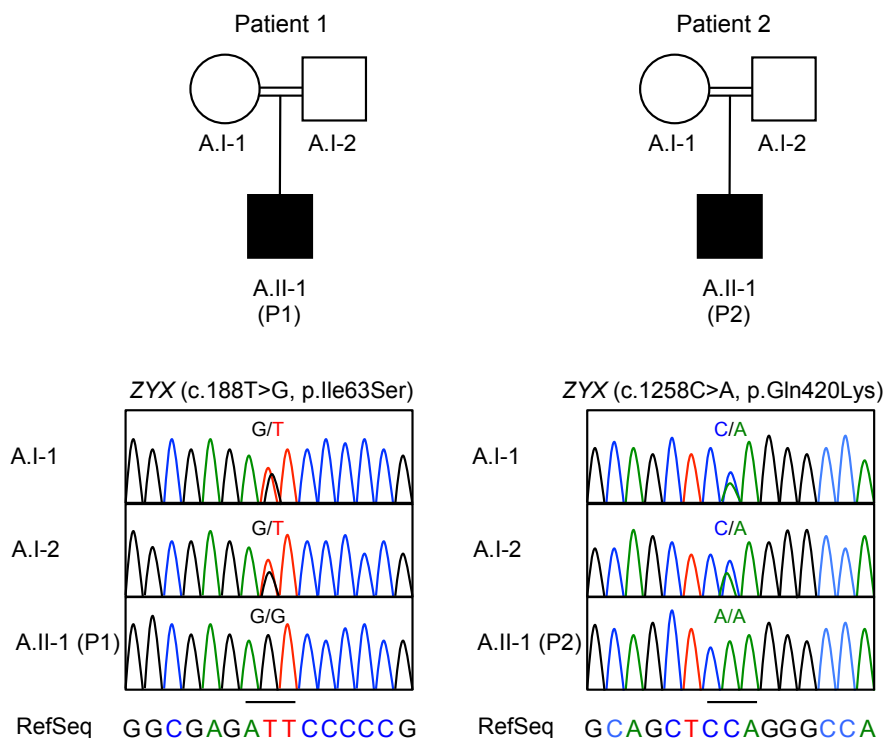 Patient 1
A.I-1 A.I-2
A.II-1
(P1)
Patient 2
A.I-1 A.I-2
A.II-1
(P2)
ZYX (c.188T>G, p.Ile63Ser)
A.I-1
G/T
A.I-2
G/T
A.II-1 (P1)
G/G
RefSeq GGCGAGATTCCCCCG
ZYX (c.1258C>A, p.Gln420Lys)
A.I-1
C/A
A.I-2
C/A
A.II-1 (P2)
A/A
RefSeq GCAGCTCCAGGGCCA